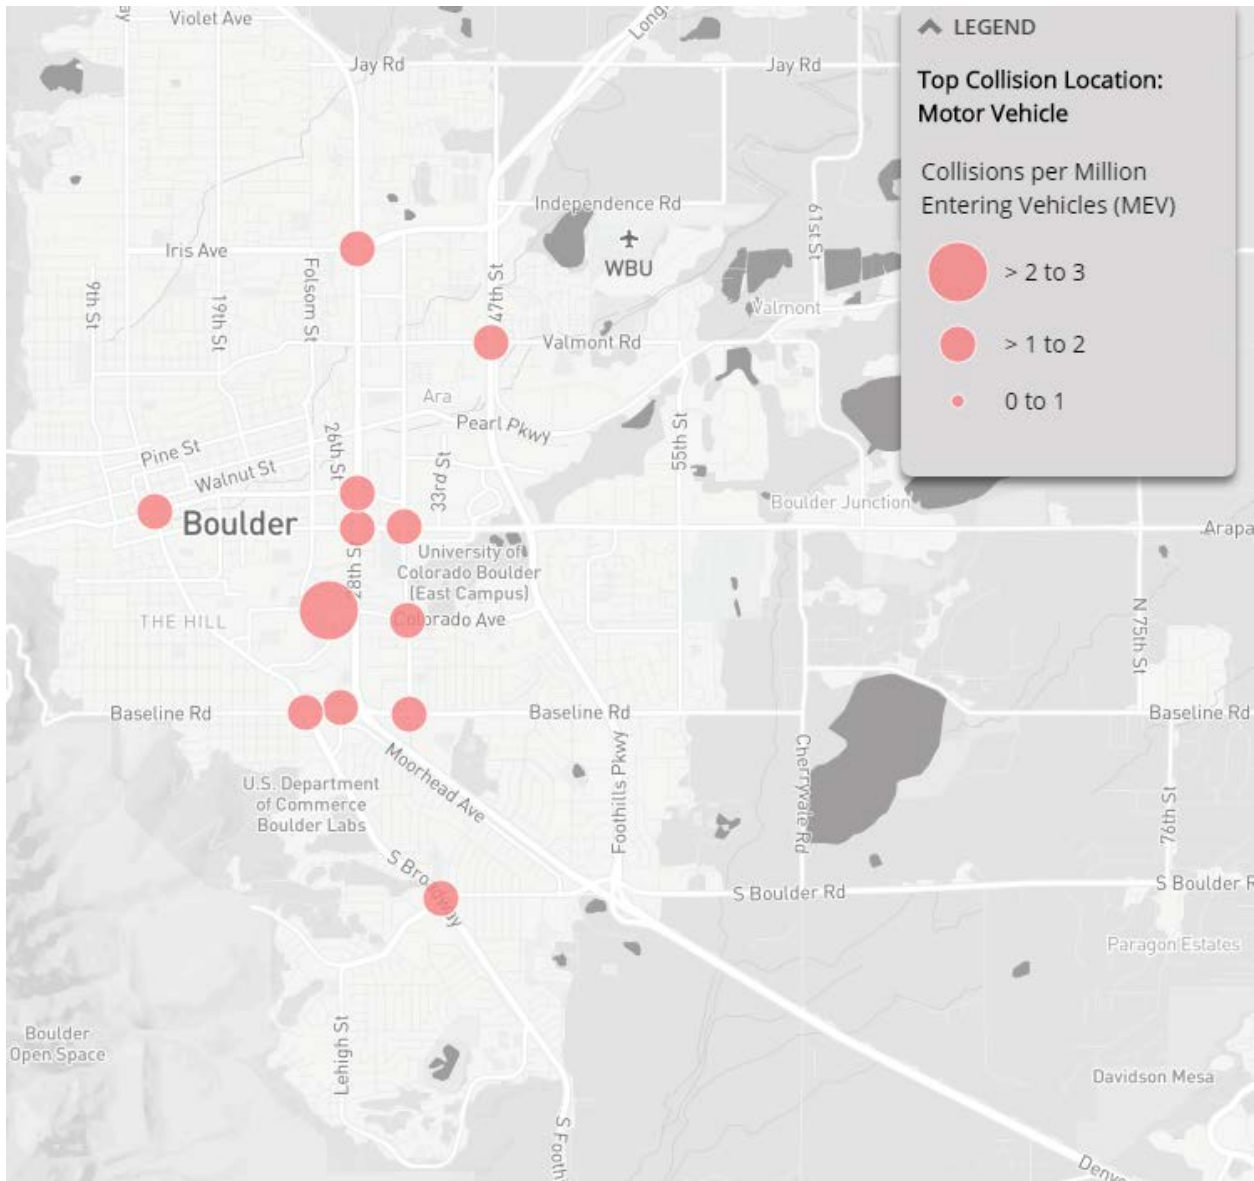 Violet Ave
Jay Rd
Jay Rd
LEGEND
Top Collision Location:
Motor Vehicle
Collisions per Million
Entering Vehicles (MEV)
> 2 to 3
> 1 to 2
0 to 1
Independence Rd
61st St
Iris Ave
WBU
Folsom St
47th St
9th St
19th St
Valmont
Valmont Rd
Ara
Pearl Pkwy
26th St
Pine St
Walnut St
33rd St
55th St
Boulder Junction
Boulder
Arapa
28th S
University of
Colorado Boulder
(East Campus)
THE HILL
Colorado Ave
N 75th St
Baseline Rd
Baseline Rd
Baseline Rd
Moorhead Ave
Foothills Pkwy
Cherryvale Rd
76th St
U.S. Department
of Commerce
Boulder Labs
S Broadway
S Boulder Rd
S Boulder R
Paragon Estates
Boulder
Open Space
Lehigh St
Davidson Mesa
S Footh
Denve